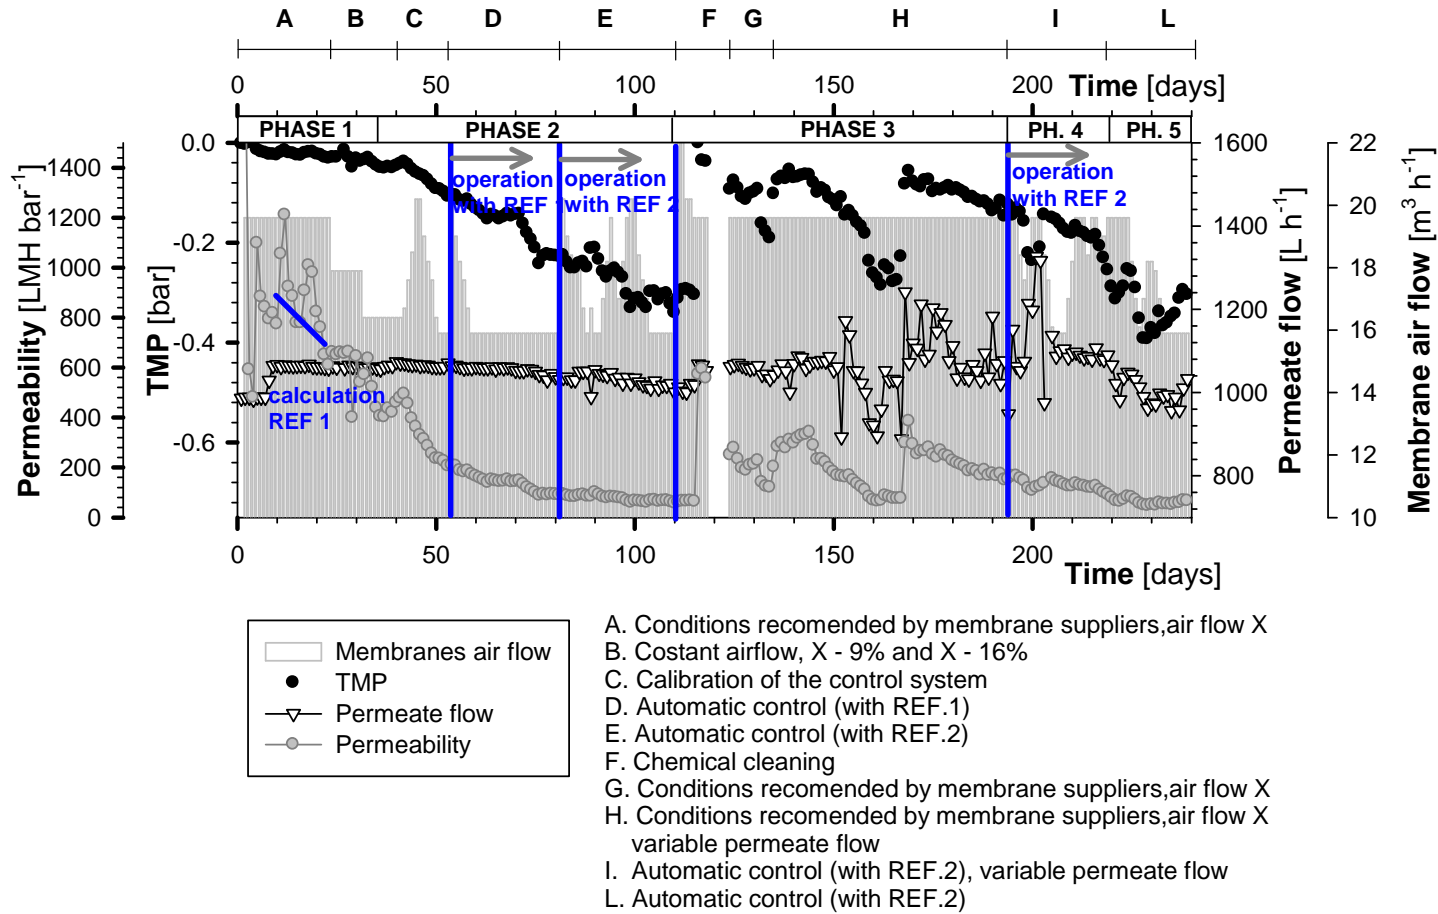 A B C D E F G H I L
0 50 100 150 200 Time [days]
PHASE 1 PHASE 2 PHASE 3 PH. 4 PH. 5
Permeability [LMH bar-1]
1400
1200
1000
800
600
400
200
0
TMP [bar]
0.0
-0.2
-0.4
-0.6
operation
with REF 1
operation
with REF 2
operation
with REF 2
calculation
REF 1
1600
1400
1200
1000
800
Permeate flow [L h-1]
22
20
18
16
14
12
10
Membrane air flow [m3 h-1]
0 50 100 150 200
Time [days]
Membranes air flow
TMP
Permeate flow
Permeability
A. Conditions recomended by membrane suppliers,air flow X
B. Costant airflow, X - 9% and X - 16%
C. Calibration of the control system
D. Automatic control (with REF.1)
E. Automatic control (with REF.2)
F. Chemical cleaning
G. Conditions recomended by membrane suppliers,air flow X
H. Conditions recomended by membrane suppliers,air flow X
variable permeate flow
I. Automatic control (with REF.2), variable permeate flow
L. Automatic control (with REF.2)